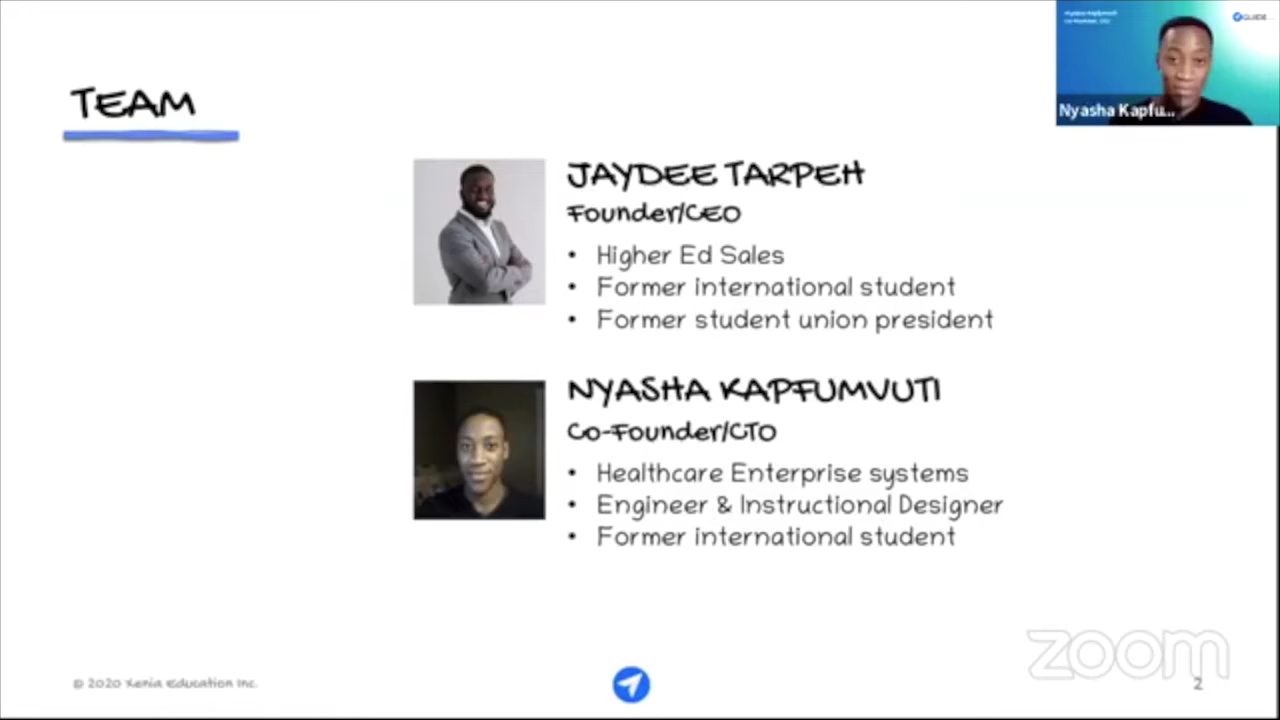 TEAM
Nyasha Kapfu...
GUIDE
JAYDEE TARPEH
Founder/CEO
• Higher Ed Sales
• Former international student
• Former student union president
NYASHA KAPFUMVUTI
Co-Founder/CTO
• Healthcare Enterprise systems
• Engineer & Instructional Designer
• Former international student
© 2020 Xenia Education Inc.
zoom
2